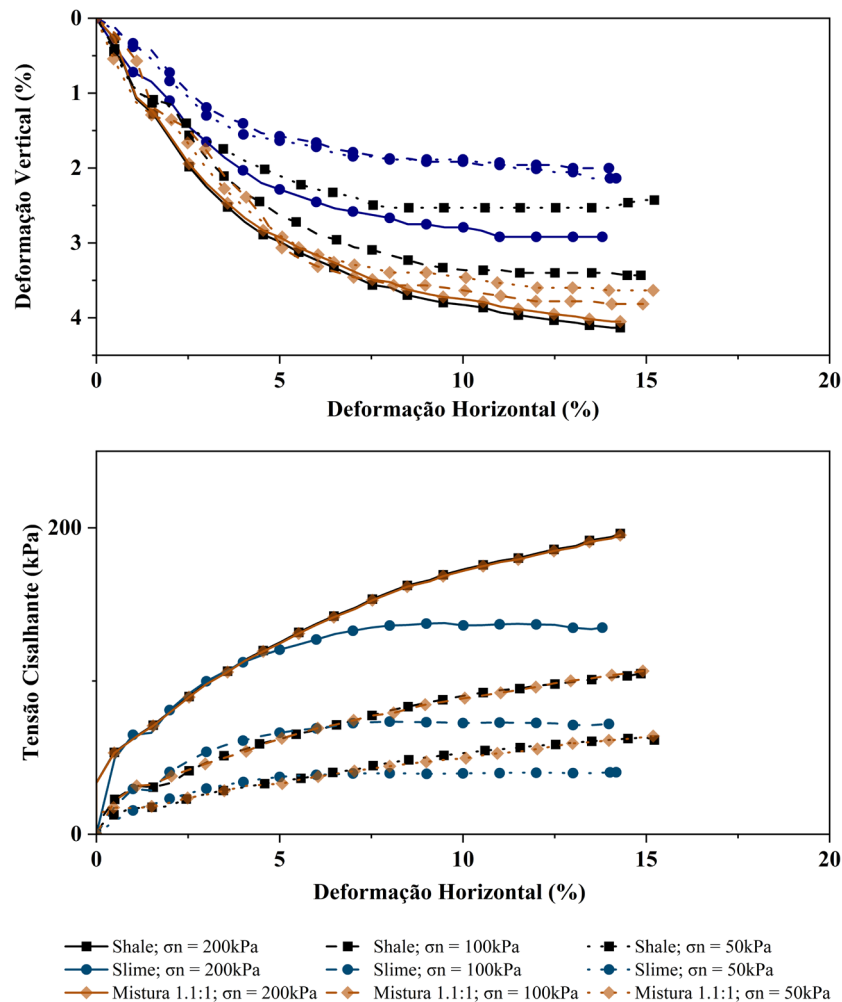 0
1
2
3
4
Deformação Vertical (%)
0
5
10
15
20
Deformação Horizontal (%)
200
0
Tensão Cisalhante (kPa)
0
5
10
15
20
Deformação Horizontal (%)
Shale; σn = 200kPa
Shale; σn = 100kPa
Shale; σn = 50kPa
Slime; σn = 200kPa
Slime; σn = 100kPa
Slime; σn = 50kPa
Mistura 1.1:1; σn = 200kPa
Mistura 1.1:1; σn = 100kPa
Mistura 1.1:1; σn = 50kPa